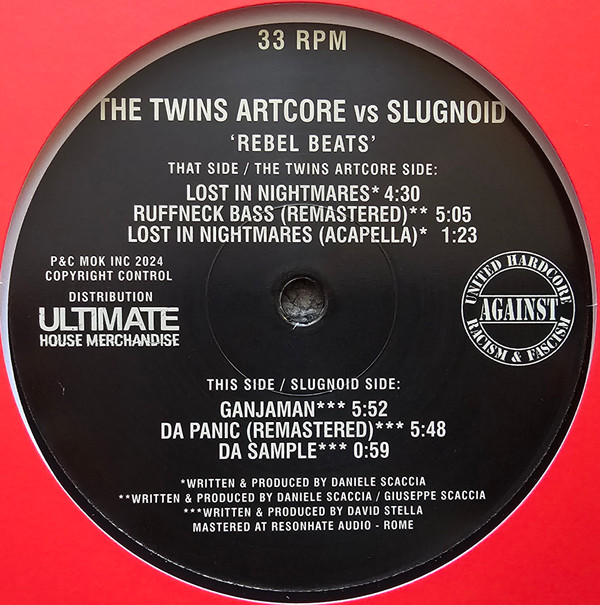 33 RPM
THE TWINS ARTCORE vs SLUGNOID
'REBEL BEATS'
THAT SIDE / THE TWINS ARTCORE SIDE:
LOST IN NIGHTMARES* 4:30
RUFFNECK BASS (REMASTERED)** 5:05
LOST IN NIGHTMARES (ACAPELLA)* 1:23
P&C MOK INC 2024
COPYRIGHT CONTROL
DISTRIBUTION
ULTIMATE
HOUSE MERCHANDISE
UNITED HARDCORE
AGAINST
RACISM & FASCISM
THIS SIDE / SLUGNOID SIDE:
GANJAMAN*** 5:52
DA PANIC (REMASTERED)*** 5:48
DA SAMPLE*** 0:59
*WRITTEN & PRODUCED BY DANIELE SCACCIA
**WRITTEN & PRODUCED BY DANIELE SCACCIA / GIUSEPPE SCACCIA
***WRITTEN & PRODUCED BY DAVID STELLA
MASTERED AT RESONHATE AUDIO - ROME